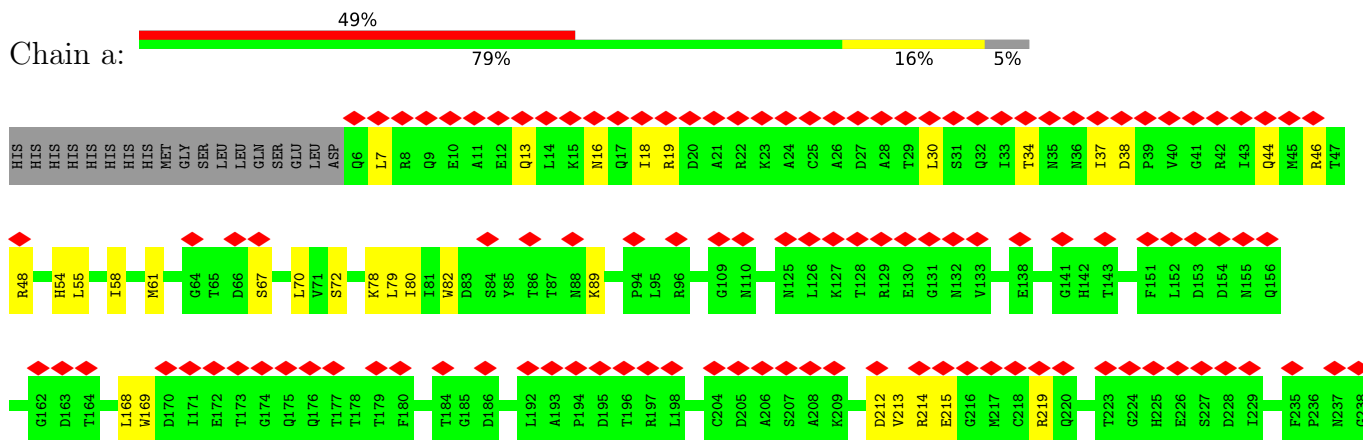 49%
Chain a:
79% 16% 5%
HIS HIS HIS HIS HIS HIS HIS HIS MET GLY SER LEU LEU GLN SER GLU LEU ASP Q6 L7 R8 Q9 E10 A11 E12 Q13 L14 K15 N16 Q17 I18 R19 D20 A21 R22 K23 A24 C25 A26 D27 A28 T29 L30 S31 Q32 I33 T34 N35 N36 I37 D38 P39 V40 G41 R42 I43 Q44 M45 R46 T47
R48 H54 L55 I58 M61 G64 T65 D66 S67 L70 V71 S72 K78 L79 I80 I81 W82 D83 S84 Y85 T86 T87 N88 K89 P94 L95 R96 G109 N110 N125 L126 K127 T128 R129 E130 G131 N132 V133 E138 G141 H142 T143 F151 L152 D153 D154 N155 Q156
G162 D163 T164 L168 W169 D170 I171 E172 T173 G174 Q175 Q176 T177 T178 T179 F180 T184 G185 D186 L192 A193 P194 D195 T196 R197 L198 C204 D205 A206 S207 A208 K209 D212 V213 R214 E215 G216 M217 C218 R219 Q220 T223 G224 H225 E226 S227 D228 I229 F235 P236 N237